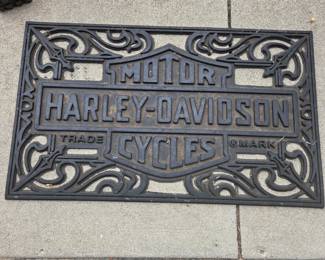 MOTOR
HARLEY-DAVIDSON
TRADE ® MARK
CYCLES